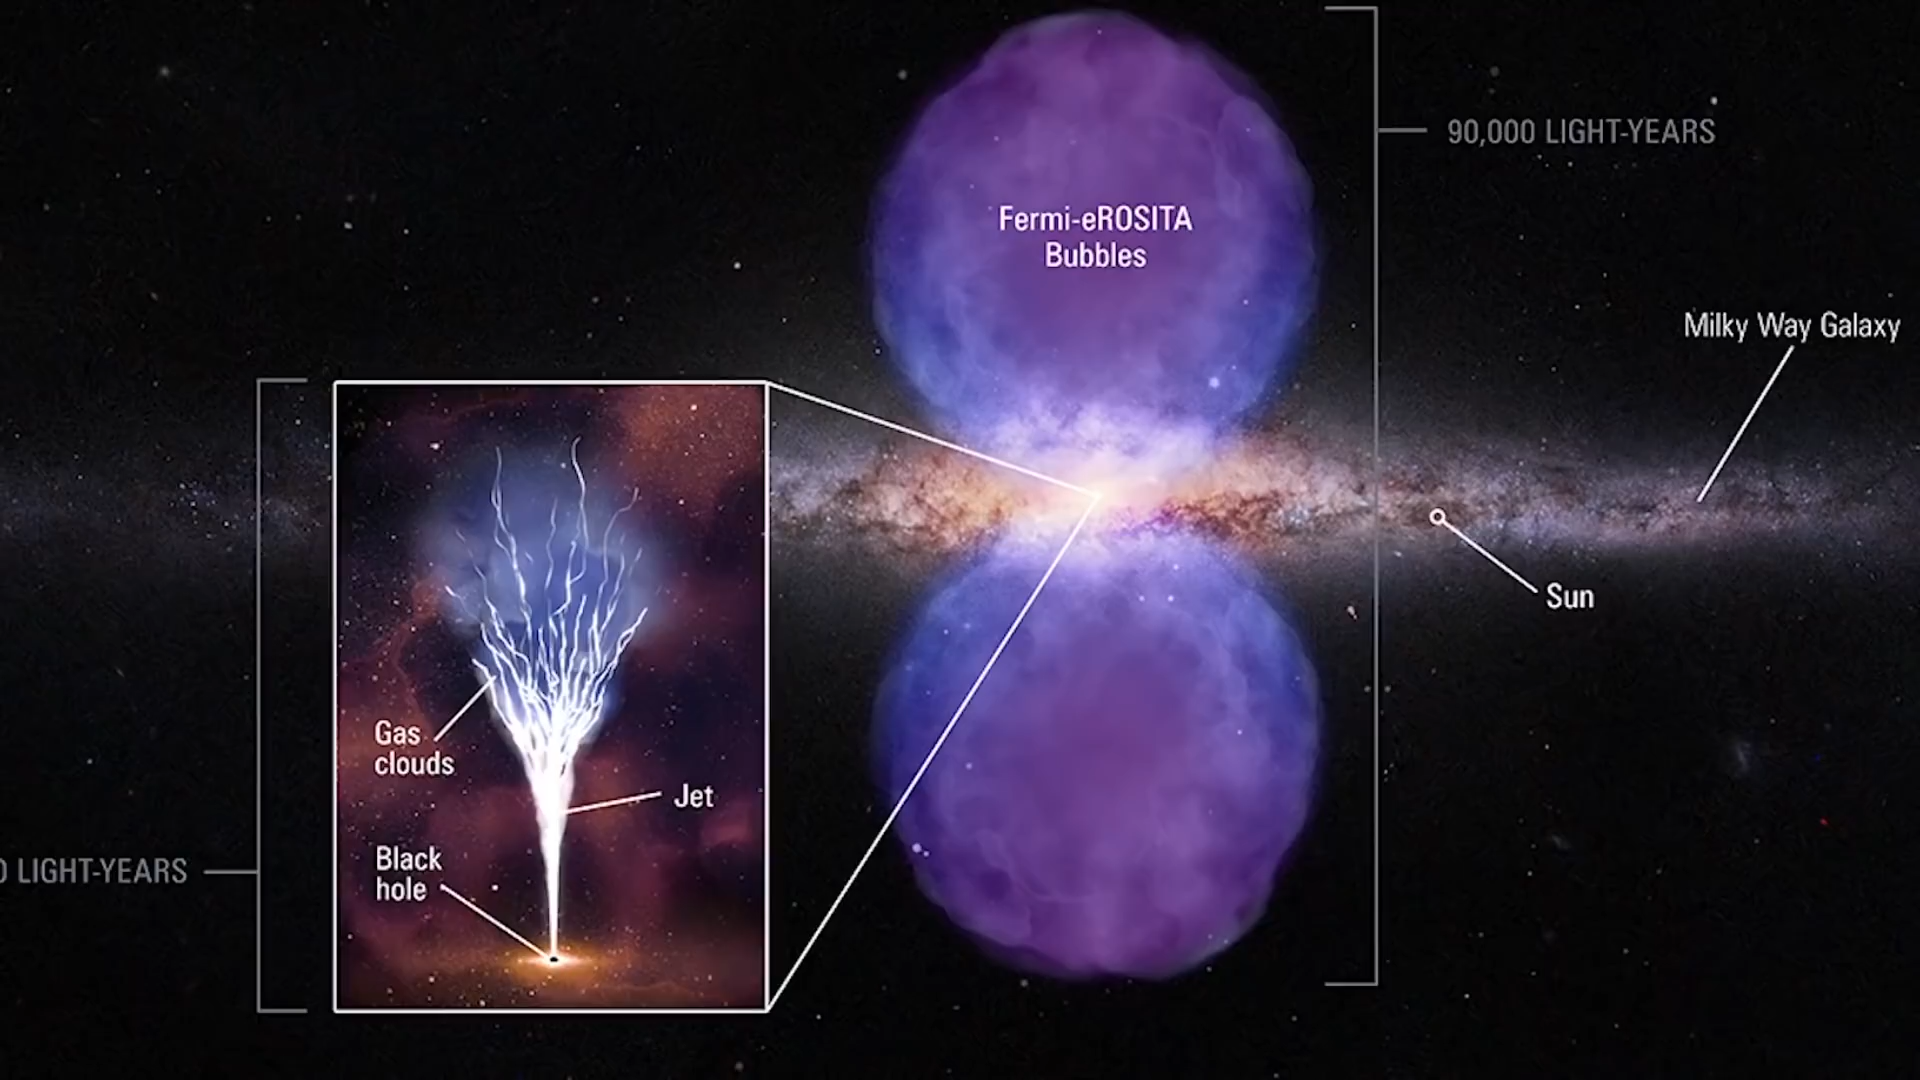 90,000 LIGHT-YEARS
Fermi-eROSITA
Bubbles
Milky Way Galaxy
Sun
Gas
clouds
Jet
Black
hole
LIGHT-YEARS